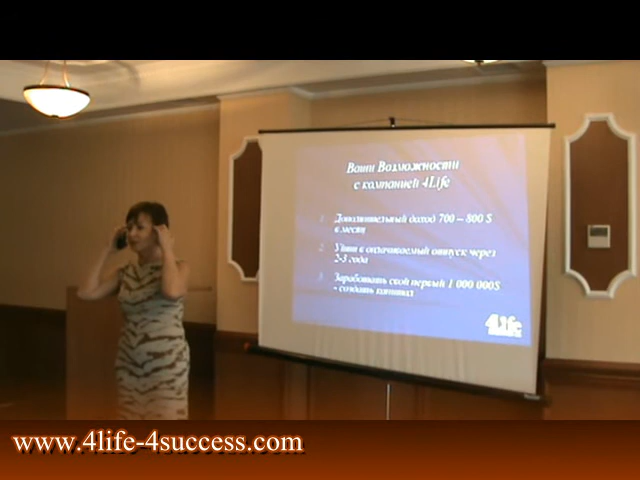 Ваши Возможности
с компанией 4Life
1 Дополнительный доход 700 – 800 $
в месяц
2 Уйти в оплачиваемый отпуск через
2-3 года
3 Заработать свой первый 1 000 000$
- создать капитал
4Life
www.4life-4success.com